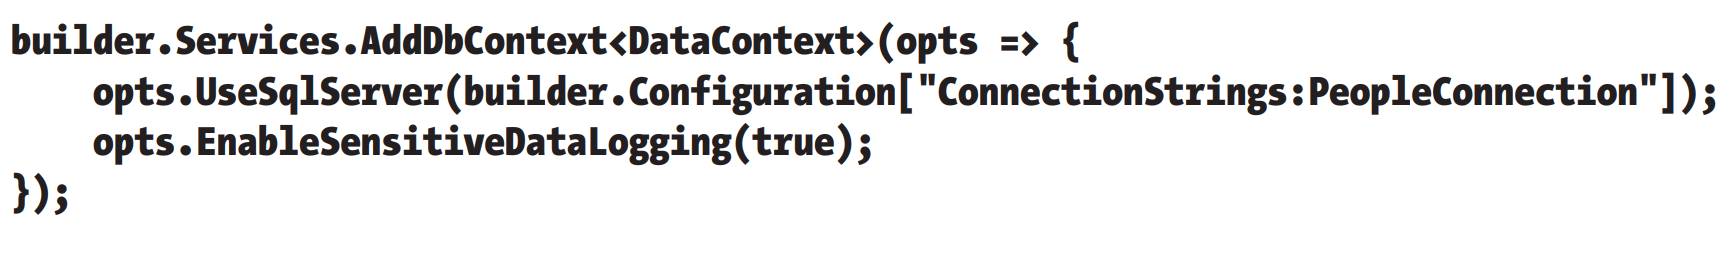 builder.Services.AddDbContext<DataContext>(opts => {
    opts.UseSqlServer(builder.Configuration["ConnectionStrings:PeopleConnection"]);
    opts.EnableSensitiveDataLogging(true);
});